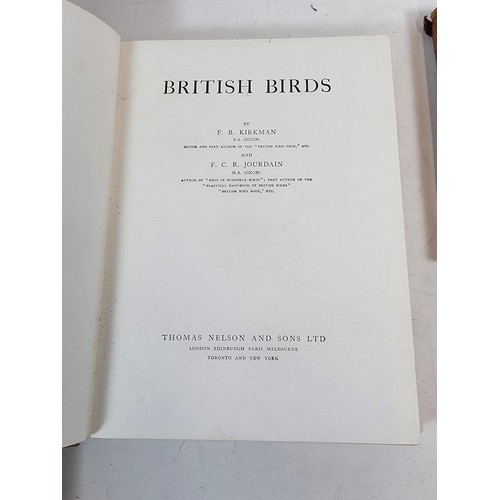 BRITISH BIRDS
BY
F. B. KIRKMAN
B.A. (OXON)
EDITOR AND PART AUTHOR OF THE "BRITISH BIRD BOOK," ETC.
AND
F. C. R. JOURDAIN
M.A. (OXON)
AUTHOR OF "EGGS OF EUROPEAN BIRDS"; PART AUTHOR OF THE
"PRACTICAL HANDBOOK OF BRITISH BIRDS"
"BRITISH BIRD BOOK," ETC.
THOMAS NELSON AND SONS LTD
LONDON EDINBURGH PARIS MELBOURNE
TORONTO AND NEW YORK